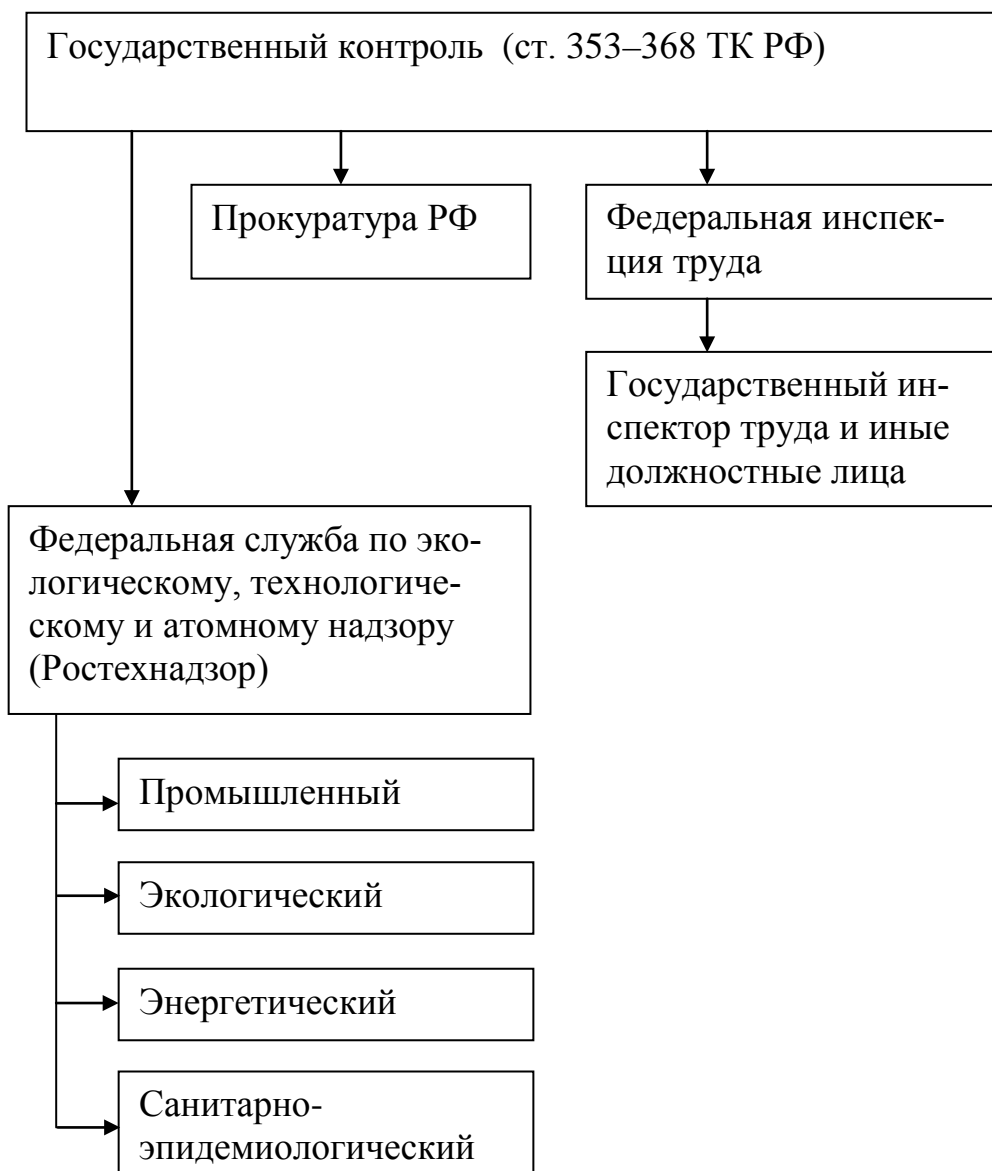 Государственный контроль (ст. 353–368 ТК РФ)
Прокуратура РФ
Федеральная инспек-
ция труда
Государственный ин-
спектор труда и иные
должностные лица
Федеральная служба по эко-
логическому, технологиче-
скому и атомному надзору
(Ростехнадзор)
Промышленный
Экологический
Энергетический
Санитарно-
эпидемиологический